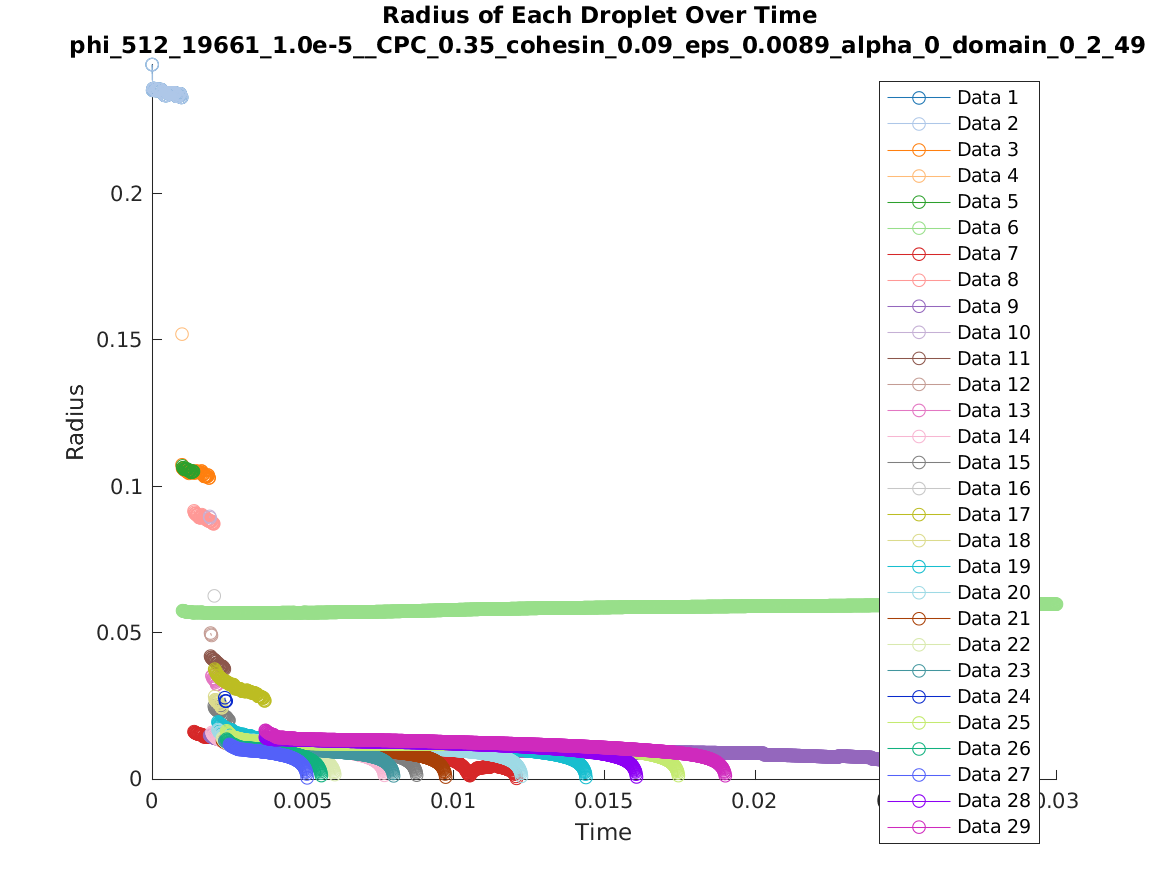 Radius of Each Droplet Over Time
phi_512_19661_1.0e-5__CPC_0.35_cohesin_0.09_eps_0.0089_alpha_0_domain_0_2_49
Radius
0.2
0.15
0.1
0.05
0
0
0.005
0.01
0.015
0.02
0.03
Time
Data 1
Data 2
Data 3
Data 4
Data 5
Data 6
Data 7
Data 8
Data 9
Data 10
Data 11
Data 12
Data 13
Data 14
Data 15
Data 16
Data 17
Data 18
Data 19
Data 20
Data 21
Data 22
Data 23
Data 24
Data 25
Data 26
Data 27
Data 28
Data 29